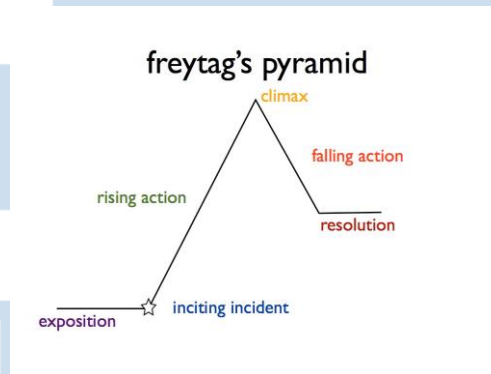 freytag's pyramid
climax
falling action
rising action
resolution
inciting incident
exposition